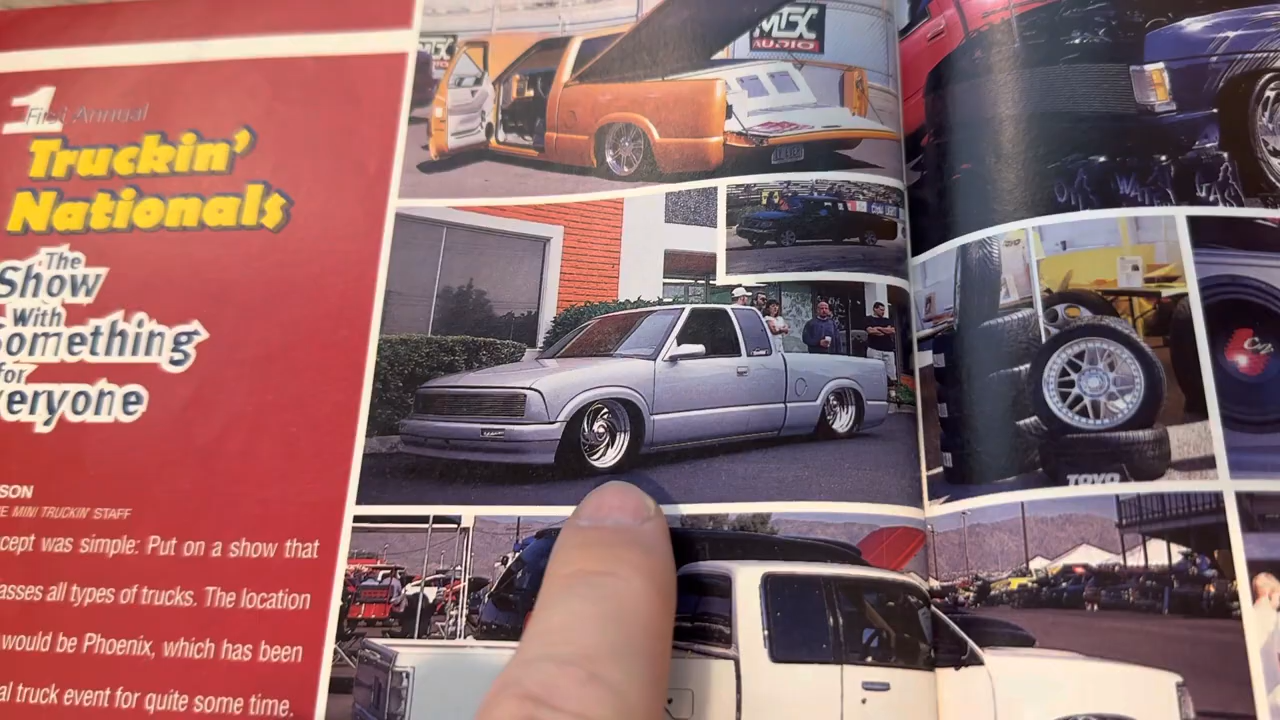 1
First Annual
Truckin'
Nationals
The
Show
With
Something
for
eryone
SON
E MINI TRUCKIN' STAFF
cept was simple: Put on a show that
asses all types of trucks. The location
would be Phoenix, which has been
al truck event for quite some time.
MTX
AUDIO
TOYO